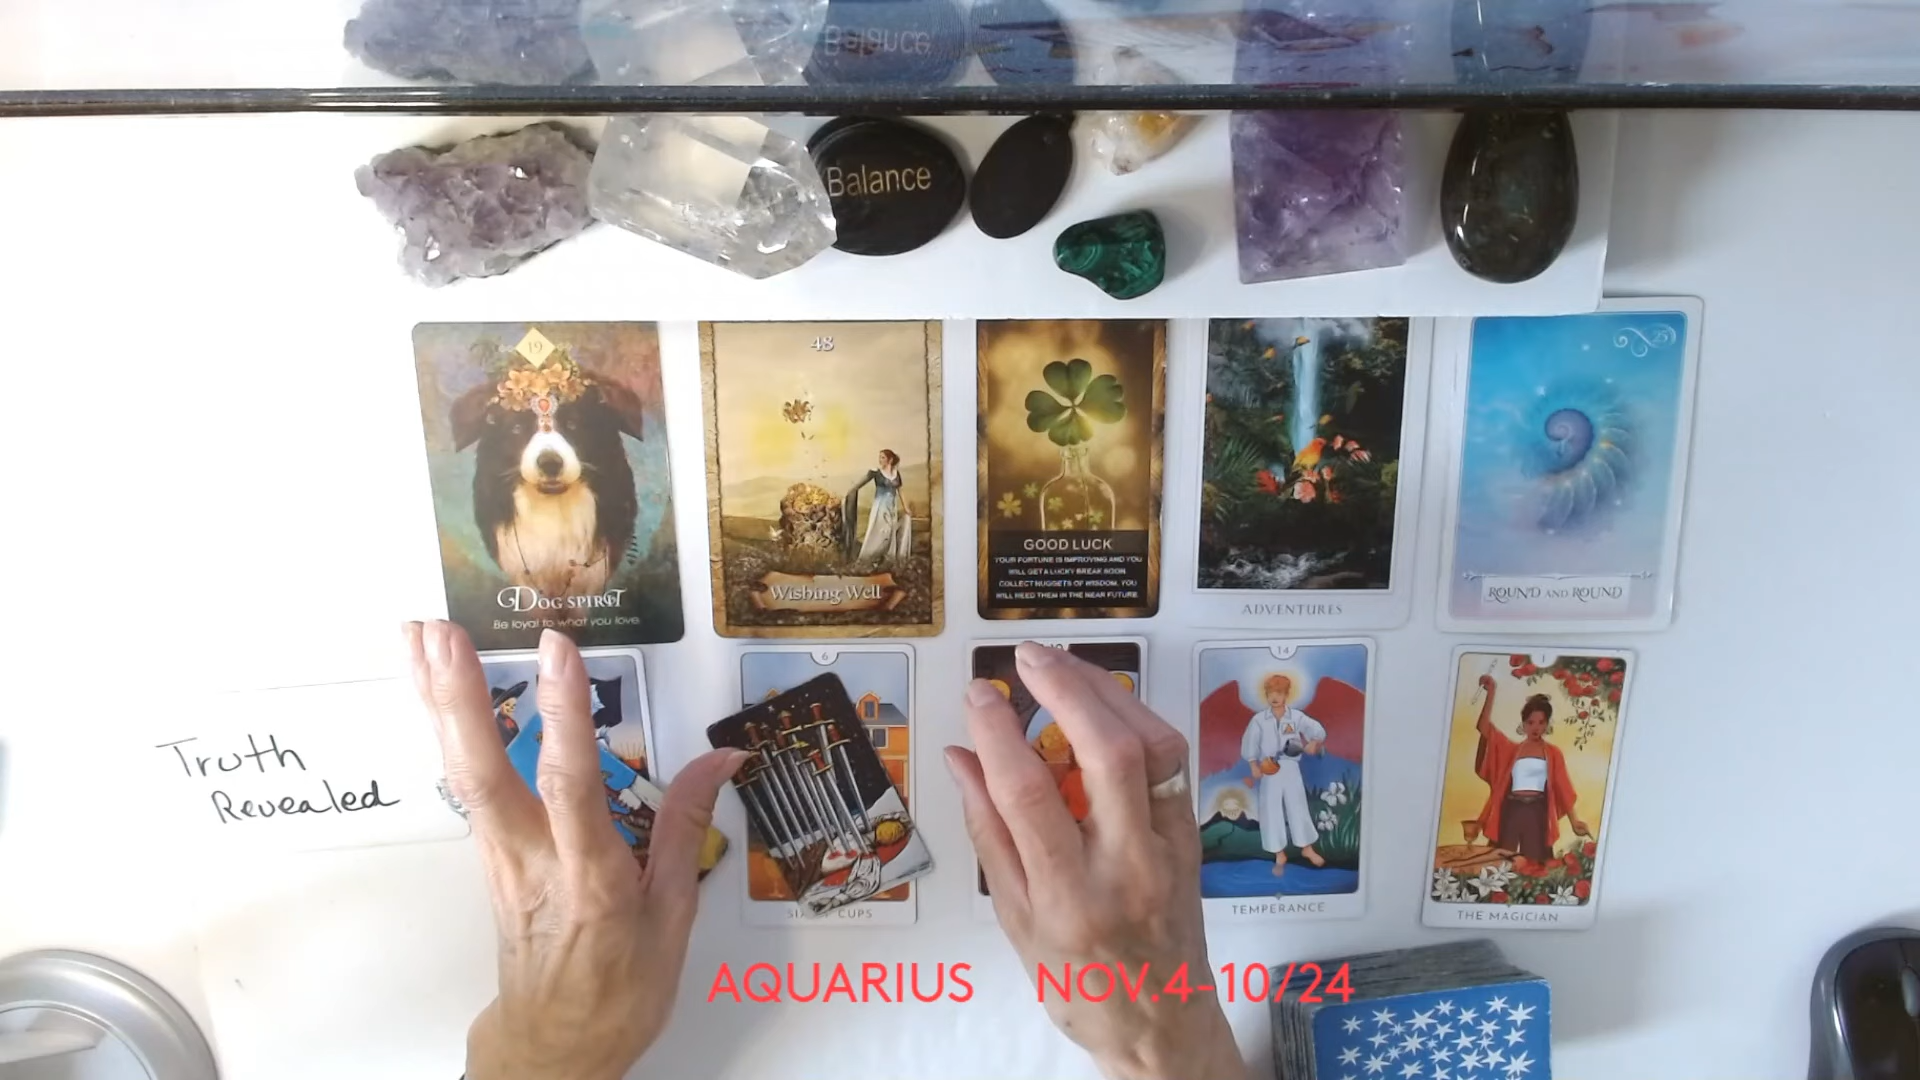 Balance
Balance
19
DOG SPIRIT
Be loyal to what you love
48
Wishing Well
GOOD LUCK
YOUR FORTUNE IS IMPROVING AND YOU
WILL GET A LUCKY BREAK SOON.
COLLECT NUGGETS OF WISDOM. YOU
WILL NEED THEM IN THE NEAR FUTURE.
ADVENTURES
25
ROUND AND ROUND
Truth
Revealed
6
CUPS
14
TEMPERANCE
I
THE MAGICIAN
AQUARIUS NOV.4-10/24